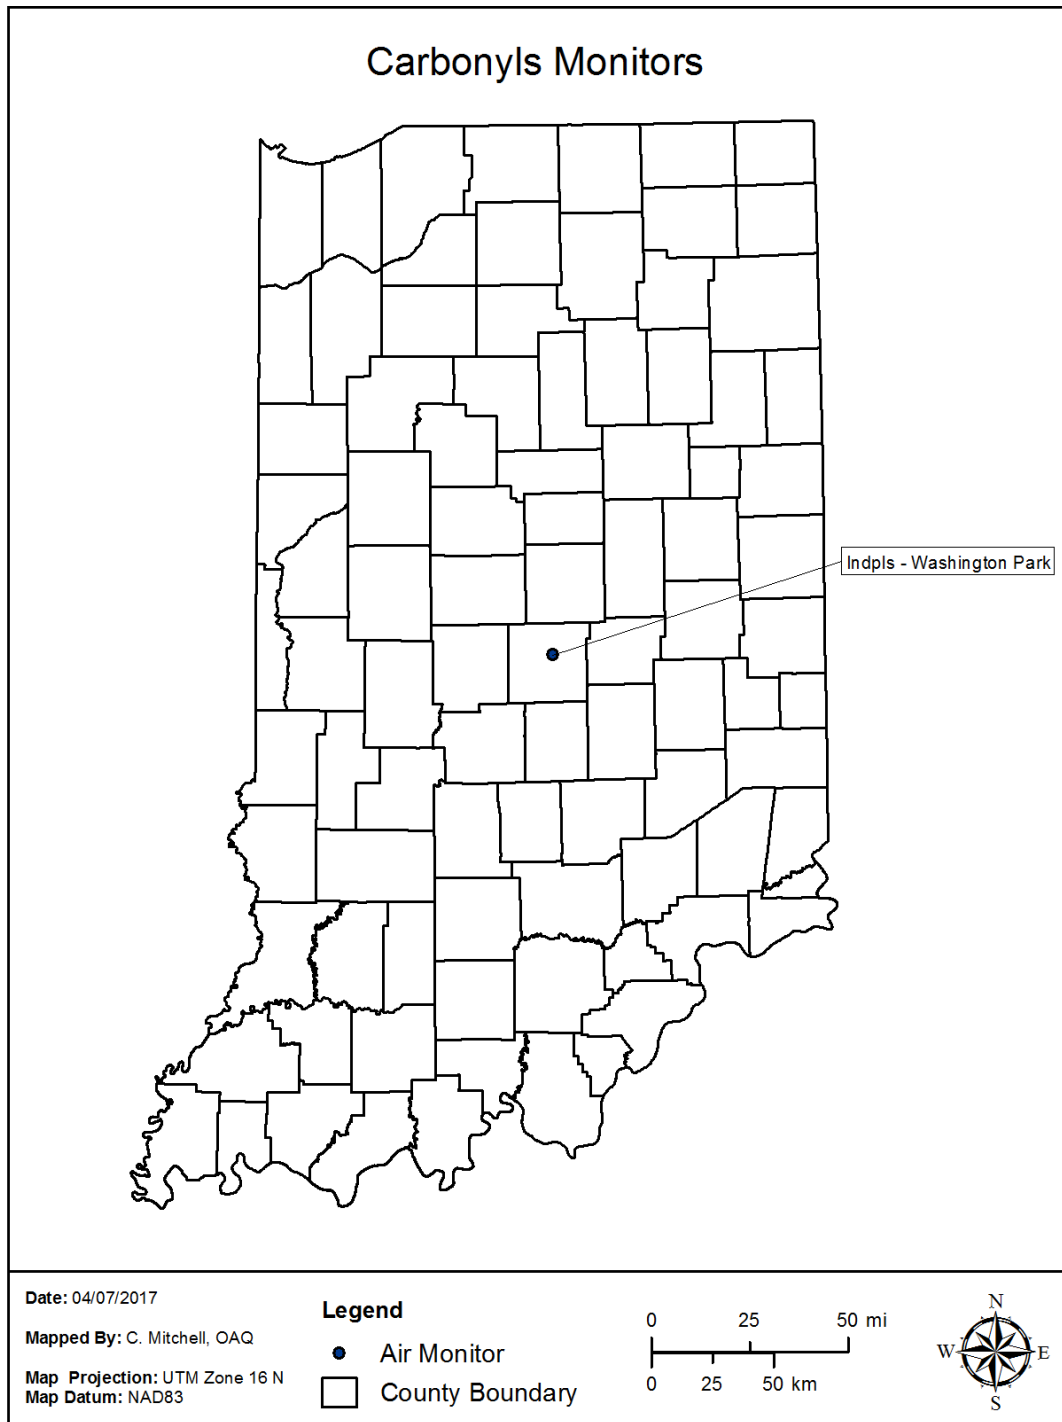 Carbonyls Monitors
Indpls - Washington Park
Date: 04/07/2017
Mapped By: C. Mitchell, OAQ
Map Projection: UTM Zone 16 N
Map Datum: NAD83
Legend
Air Monitor
County Boundary
0 25 50 mi
0 25 50 km
N
W E
S